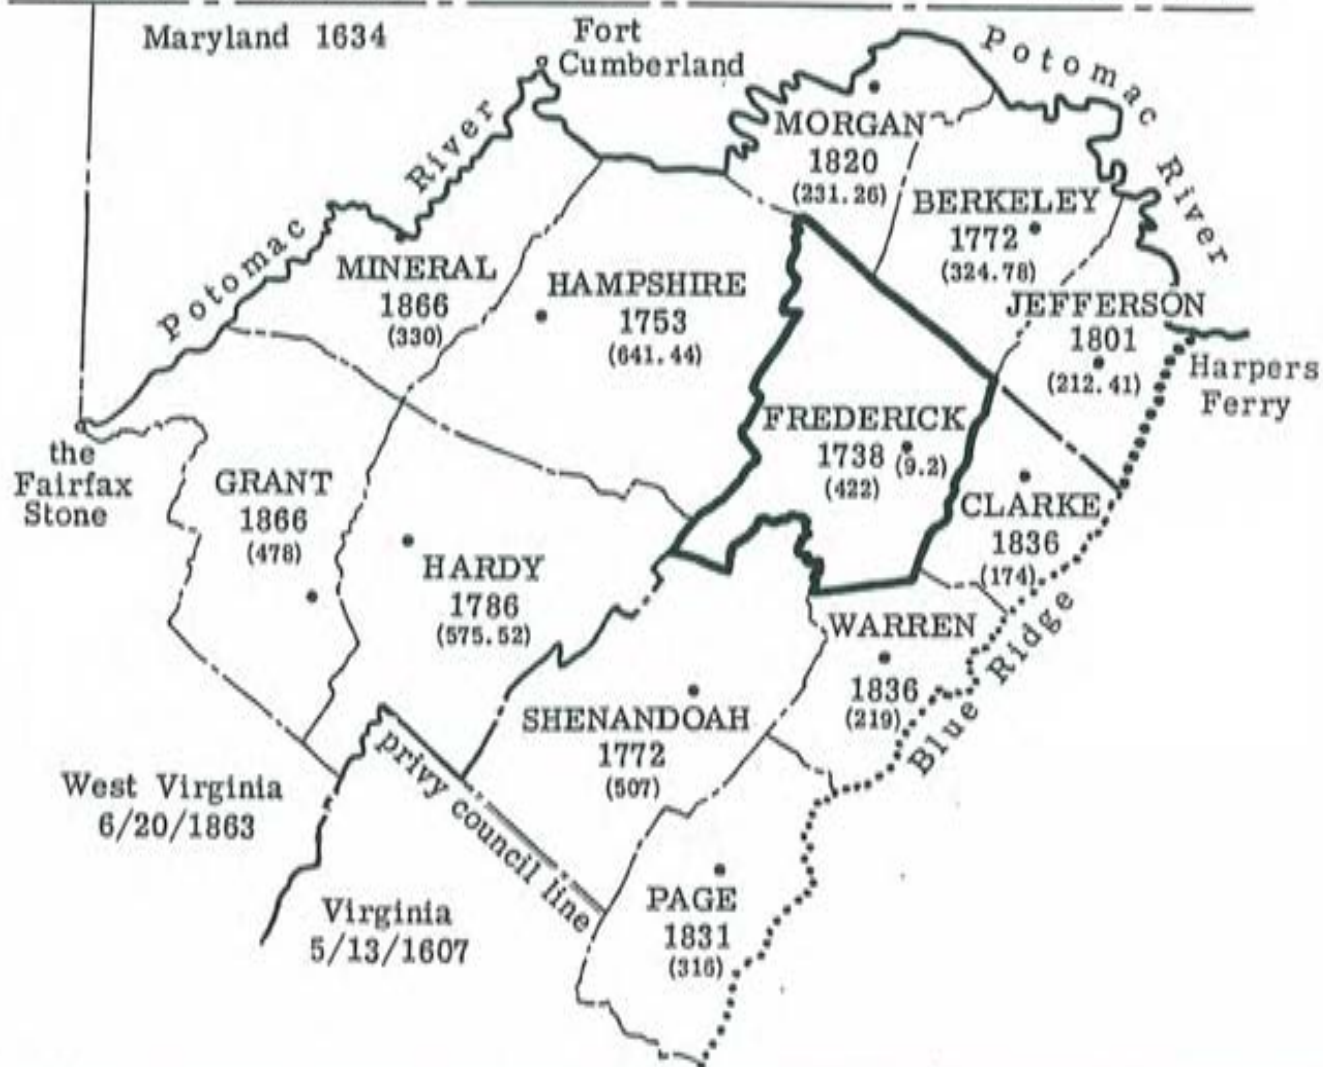 Maryland 1634
Fort
Cumberland
Potomac
River
Potomac
River
MORGAN
1820
(231.26)
BERKELEY
1772
(324.78)
MINERAL
1866
(330)
HAMPSHIRE
1753
(641.44)
JEFFERSON
1801
(212.41)
Harpers
Ferry
the
Fairfax
Stone
GRANT
1866
(478)
FREDERICK
1738
(9.2)
(422)
CLARKE
1836
(174)
HARDY
1786
(575.52)
WARREN
1836
(219)
Blue Ridge
SHENANDOAH
1772
(507)
privy council line
West Virginia
6/20/1863
Virginia
5/13/1607
PAGE
1831
(316)